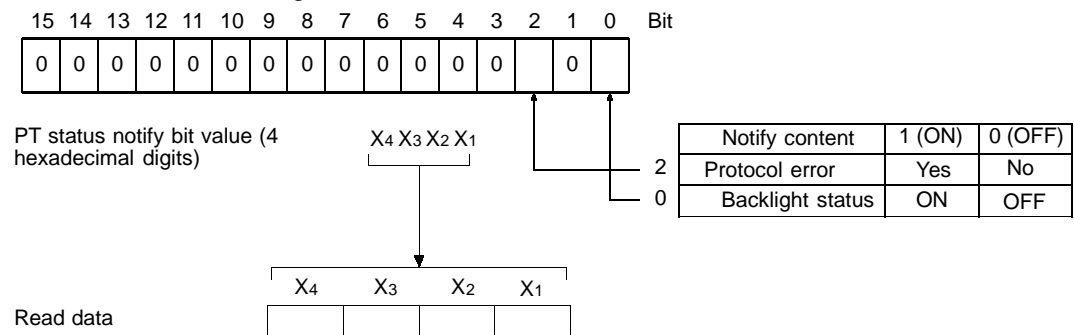 15 14 13 12 11 10 9 8 7 6 5 4 3 2 1 0 Bit
0 0 0 0 0 0 0 0 0 0 0 0 0 0
PT status notify bit value (4
hexadecimal digits)
X4 X3 X2 X1
Notify content 1 (ON) 0 (OFF)
2 Protocol error Yes No
0 Backlight status ON OFF
X4 X3 X2 X1
Read data